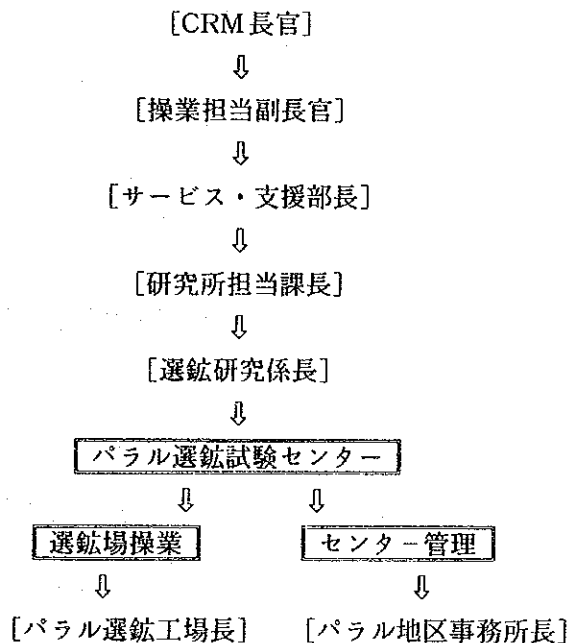 [CRM長官]
⇩
[操業担当副長官]
⇩
[サービス・支援部長]
⇩
[研究所担当課長]
⇩
[選鉱研究係長]
⇩
パラル選鉱試験センター
⇩ ⇩
選鉱場操業 センター管理
⇩ ⇩
[パラル選鉱工場長] [パラル地区事務所長]